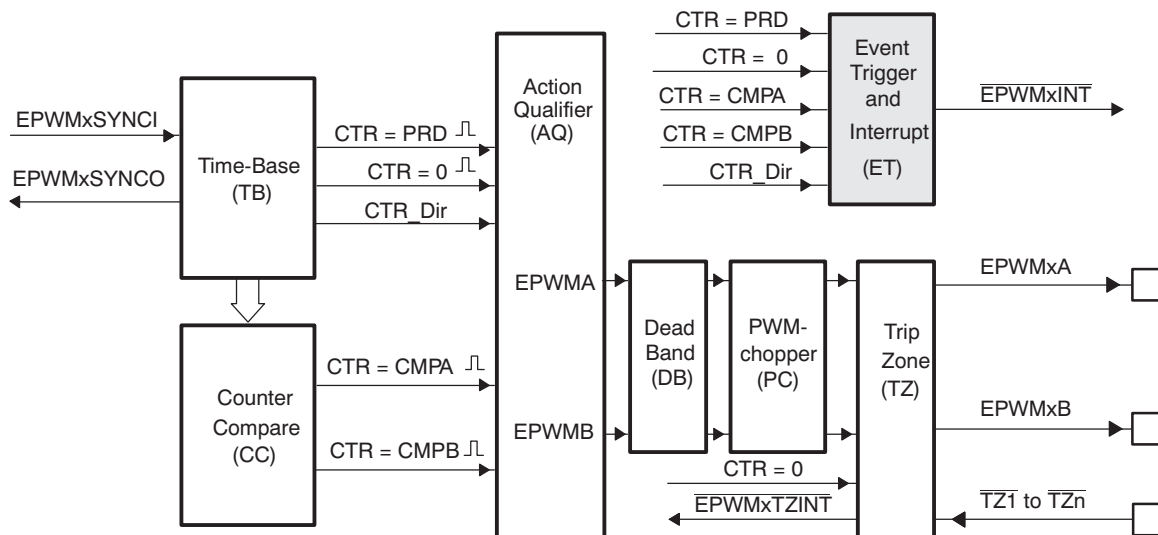 EPWMxSYNCI
EPWMxSYNCO
Time-Base
(TB)
CTR = PRD
CTR = 0
CTR_Dir
Counter
Compare
(CC)
CTR = CMPA
CTR = CMPB
Action
Qualifier
(AQ)
EPWMA
EPWMB
CTR = PRD
CTR = 0
CTR = CMPA
CTR = CMPB
CTR_Dir
Event
Trigger
and
Interrupt
(ET)
EPWMxINT
Dead
Band
(DB)
PWM-
chopper
(PC)
CTR = 0
EPWMxTZINT
Trip
Zone
(TZ)
EPWMxA
EPWMxB
TZ1 to TZn